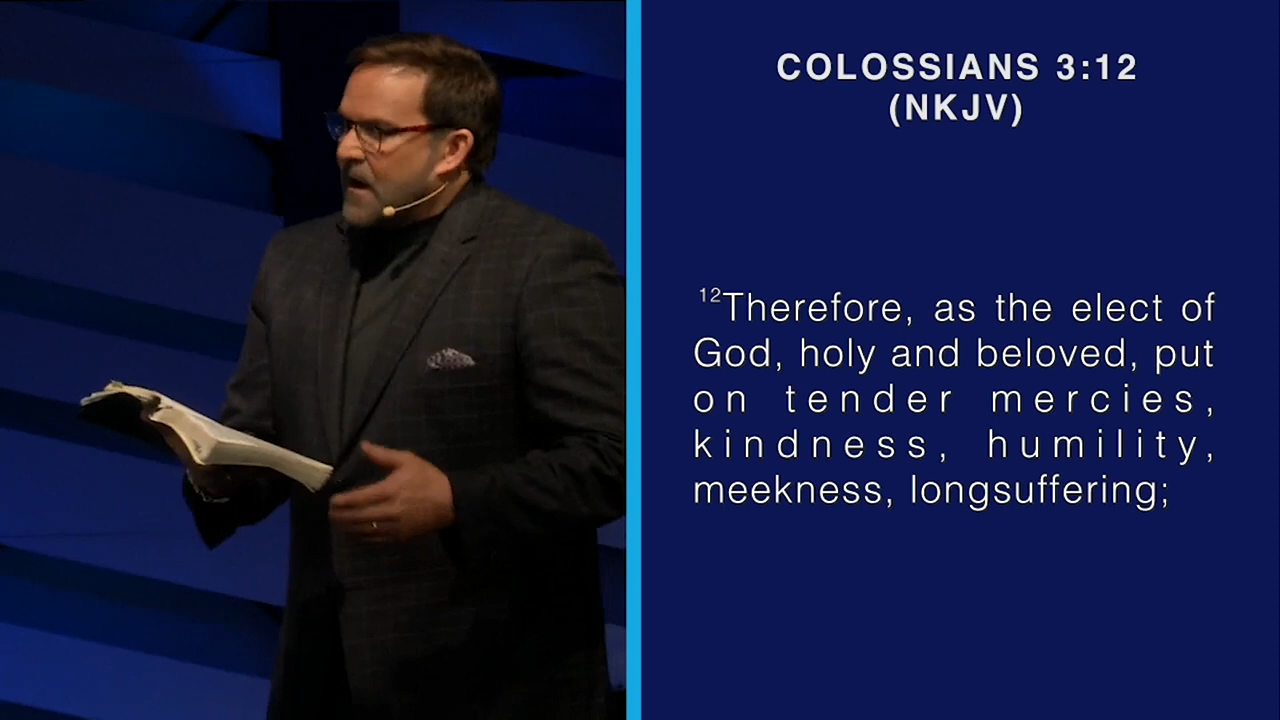 COLOSSIANS 3:12
(NKJV)
12Therefore, as the elect of
God, holy and beloved, put
on tender mercies,
kindness, humility,
meekness, longsuffering;